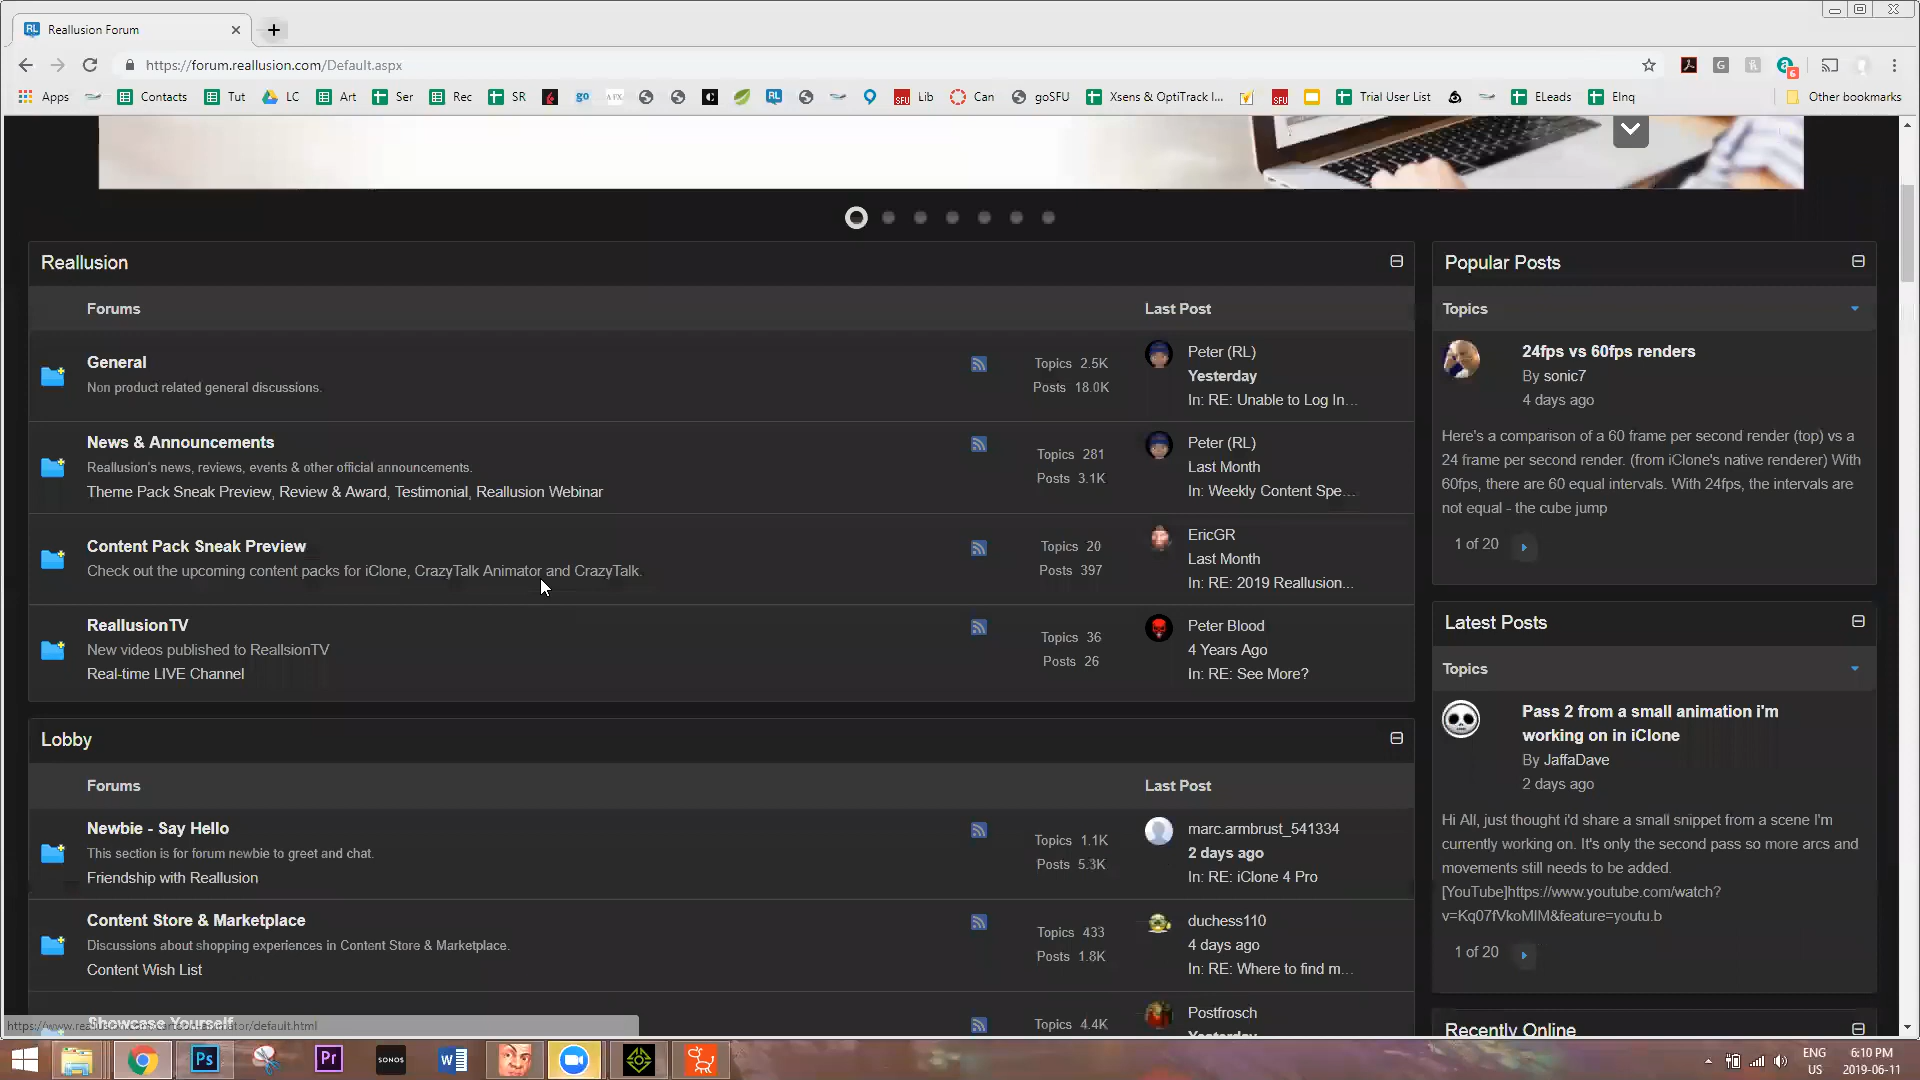 Reallusion Forum
https://forum.reallusion.com/Default.aspx
Apps Contacts Tut LC Art Ser Rec SR go Lib Can goSFU Xsens & OptiTrack I... Trial User List ELeads EInq Other bookmarks
Reallusion
Forums Last Post
General
Non product related general discussions.
Topics 2.5K
Posts 18.0K
Peter (RL)
Yesterday
In: RE: Unable to Log In...
News & Announcements
Reallusion's news, reviews, events & other official announcements.
Theme Pack Sneak Preview, Review & Award, Testimonial, Reallusion Webinar
Topics 281
Posts 3.1K
Peter (RL)
Last Month
In: Weekly Content Spe...
Content Pack Sneak Preview
Check out the upcoming content packs for iClone, CrazyTalk Animator and CrazyTalk.
Topics 20
Posts 397
EricGR
Last Month
In: RE: 2019 Reallusion...
ReallusionTV
New videos published to ReallsionTV
Real-time LIVE Channel
Topics 36
Posts 26
Peter Blood
4 Years Ago
In: RE: See More?
Lobby
Forums Last Post
Newbie - Say Hello
This section is for forum newbie to greet and chat.
Friendship with Reallusion
Topics 1.1K
Posts 5.3K
marc.armbrust_541334
2 days ago
In: RE: iClone 4 Pro
Content Store & Marketplace
Discussions about shopping experiences in Content Store & Marketplace.
Content Wish List
Topics 433
Posts 1.8K
duchess110
4 days ago
In: RE: Where to find m...
Showcase Yourself
Topics 4.4K
Postfrosch
Yesterday
Popular Posts
Topics
24fps vs 60fps renders
By sonic7
4 days ago
Here's a comparison of a 60 frame per second render (top) vs a
24 frame per second render. (from iClone's native renderer) With
60fps, there are 60 equal intervals. With 24fps, the intervals are
not equal - the cube jump
1 of 20
Latest Posts
Topics
Pass 2 from a small animation i'm
working on in iClone
By JaffaDave
2 days ago
Hi All, just thought i'd share a small snippet from a scene I'm
currently working on. It's only the second pass so more arcs and
movements still needs to be added.
[YouTube]https://www.youtube.com/watch?
v=Kq07fVkoMIM&feature=youtu.b
1 of 20
Recently Online
SONOS
ENG
US
6:10 PM
2019-06-11